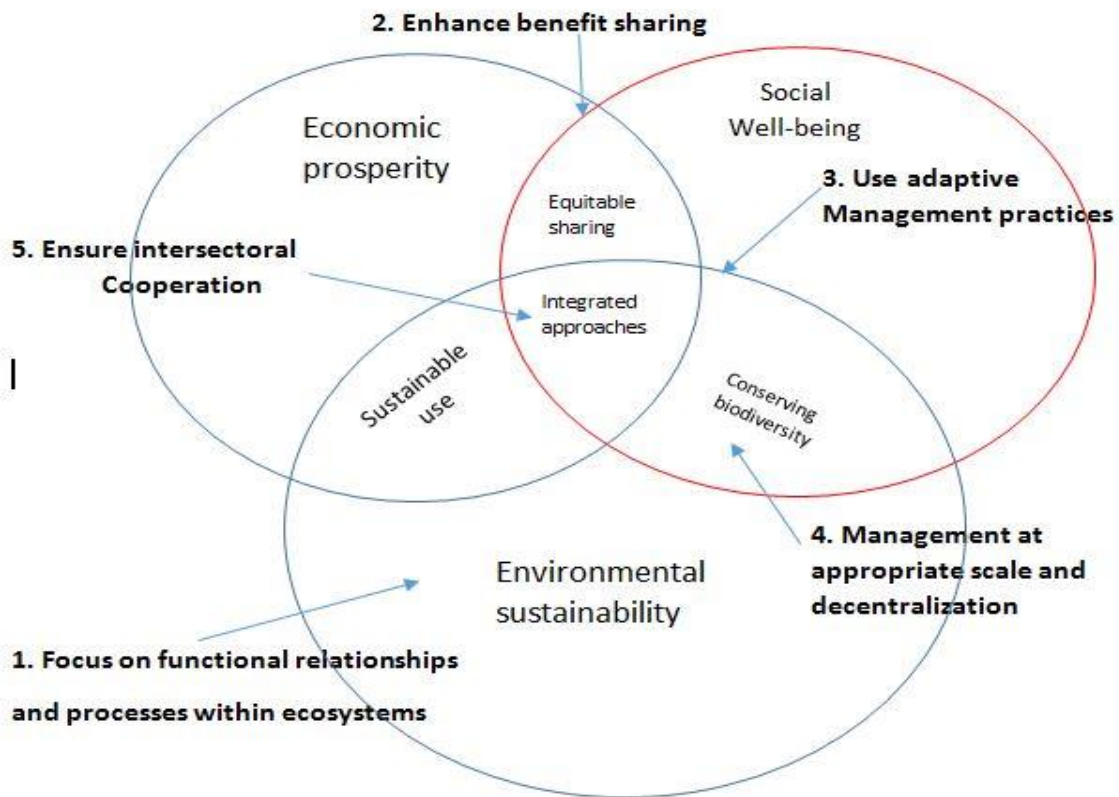 2. Enhance benefit sharing
Social
Well-being
Economic
prosperity
3. Use adaptive
Management practices
Equitable
sharing
5. Ensure intersectoral
Cooperation
Integrated
approaches
Sustainable
use
Conserving
biodiversity
4. Management at
appropriate scale and
decentralization
Environmental
sustainability
1. Focus on functional relationships
and processes within ecosystems